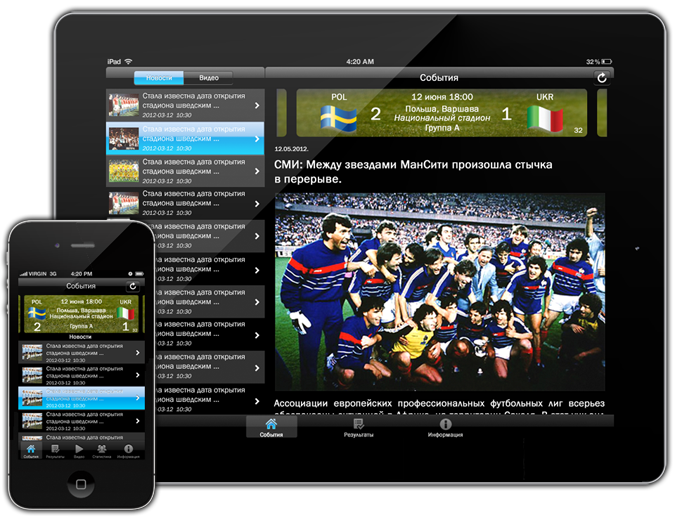 iPad
4:20 AM
32%
Новости
Видео
События
Стала известна дата открытия
стадиона шведским ...
2012-03-12 10:30
Стала известна дата открытия
стадиона шведским ...
2012-03-12 10:30
Стала известна дата открытия
стадиона шведским ...
2012-03-12 10:30
Стала известна дата открытия
стадиона шведским ...
2012-03-12 10:30
Стала известна дата открытия
стадиона шведским ...
2012-03-12 10:30
Стала известна дата открытия
стадиона шведским ...
2012-03-12 10:30
Стала известна дата открытия
стадиона шведским ...
2012-03-12 10:30
Стала известна дата открытия
стадиона шведским ...
2012-03-12 10:30
Стала известна дата открытия
стадиона шведским ...
2012-03-12 10:30
Стала известна дата открытия
стадиона шведским ...
POL
2
12 июня 18:00
Польша, Варшава
Национальный стадион
Группа А
UKR
1
32
12.05.2012.
СМИ: Между звездами МанСити произошла стычка
в перерыве.
Ассоциации европейских профессиональных футбольных лиг всерьез
События
Результаты
Информация
VIRGIN 3G
4:20 PM
События
POL
2
12 июня 18:00
Польша, Варшава
Национальный стадион
Группа А
UKR
1
32
Новости
Стала известна дата открытия
стадиона шведским ...
2012-03-12 10:30
Стала известна дата открытия
стадиона шведским ...
2012-03-12 10:30
стадиона шведским ...
2012-03-12 10:30
Стала известна дата открытия
стадиона шведским ...
2012-03-12 10:30
Стала известна дата открытия
События
Результаты
Видео
Статистика
Информация